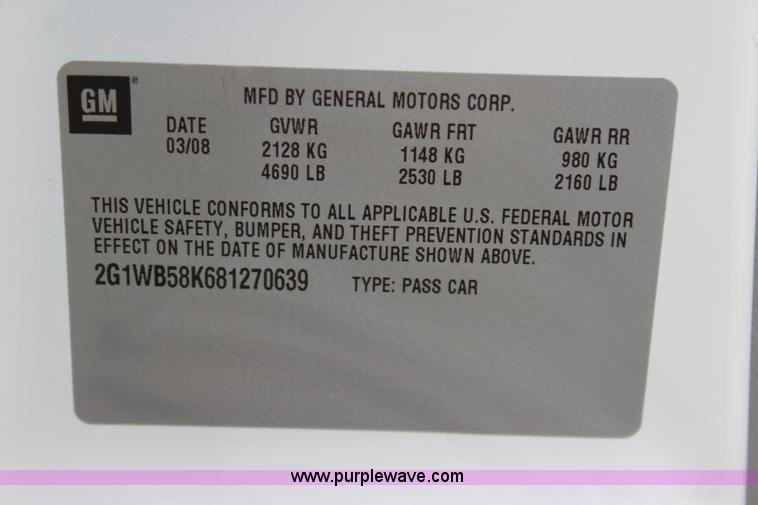 GM
MFD BY GENERAL MOTORS CORP.
DATE GVWR GAWR FRT GAWR RR
03/08 2128 KG 1148 KG 980 KG
4690 LB 2530 LB 2160 LB
THIS VEHICLE CONFORMS TO ALL APPLICABLE U.S. FEDERAL MOTOR
VEHICLE SAFETY, BUMPER, AND THEFT PREVENTION STANDARDS IN
EFFECT ON THE DATE OF MANUFACTURE SHOWN ABOVE.
2G1WB58K681270639 TYPE: PASS CAR
www.purplewave.com